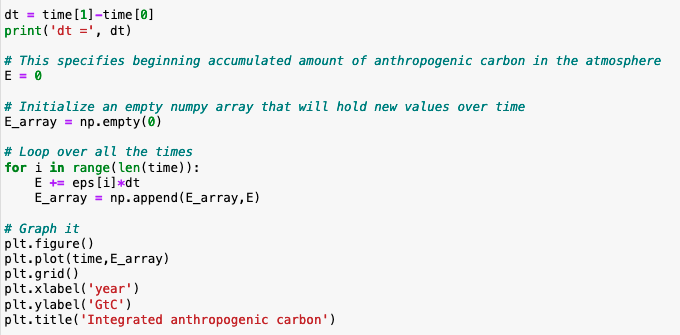 dt = time[1]-time[0]
print('dt =', dt)
# This specifies beginning accumulated amount of anthropogenic carbon in the atmosphere
E = 0
# Initialize an empty numpy array that will hold new values over time
E_array = np.empty(0)
# Loop over all the times
for i in range(len(time)):
    E += eps[i]*dt
    E_array = np.append(E_array,E)
# Graph it
plt.figure()
plt.plot(time,E_array)
plt.grid()
plt.xlabel('year')
plt.ylabel('GtC')
plt.title('Integrated anthropogenic carbon')